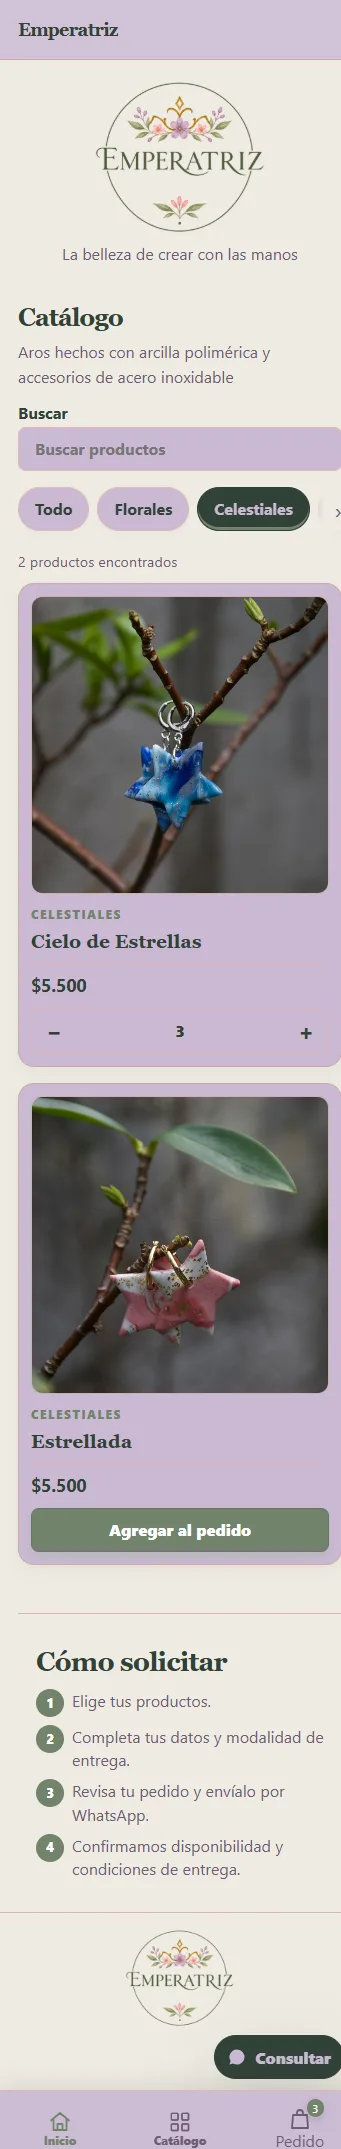 Emperatriz
EMPERATRIZ
La belleza de crear con las manos
Catálogo
Aros hechos con arcilla polimérica y
accesorios de acero inoxidable
Buscar
Buscar productos
Todo Florales Celestiales ›
2 productos encontrados
CELESTIALES
Cielo de Estrellas
$5.500
− 3 +
CELESTIALES
Estrellada
$5.500
Agregar al pedido
Cómo solicitar
1 Elige tus productos.
2 Completa tus datos y modalidad de
entrega.
3 Revisa tu pedido y envíalo por
WhatsApp.
4 Confirmamos disponibilidad y
condiciones de entrega.
EMPERATRIZ
Consultar
3
Inicio Catálogo Pedido